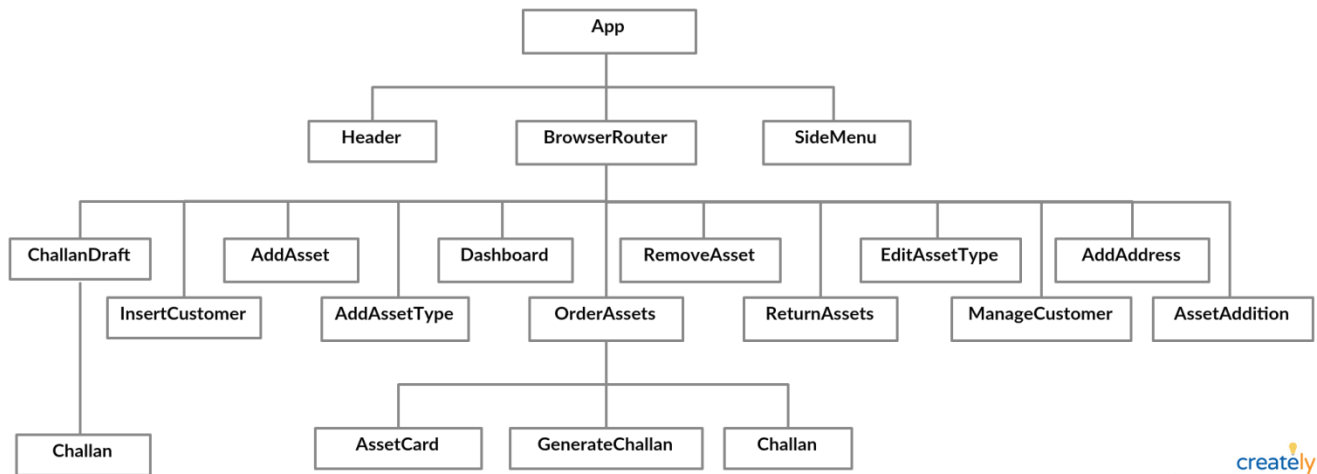 App
Header
BrowserRouter
SideMenu
ChallanDraft
AddAsset
Dashboard
RemoveAsset
EditAssetType
AddAddress
InsertCustomer
AddAssetType
OrderAssets
ReturnAssets
ManageCustomer
AssetAddition
Challan
AssetCard
GenerateChallan
Challan
creately